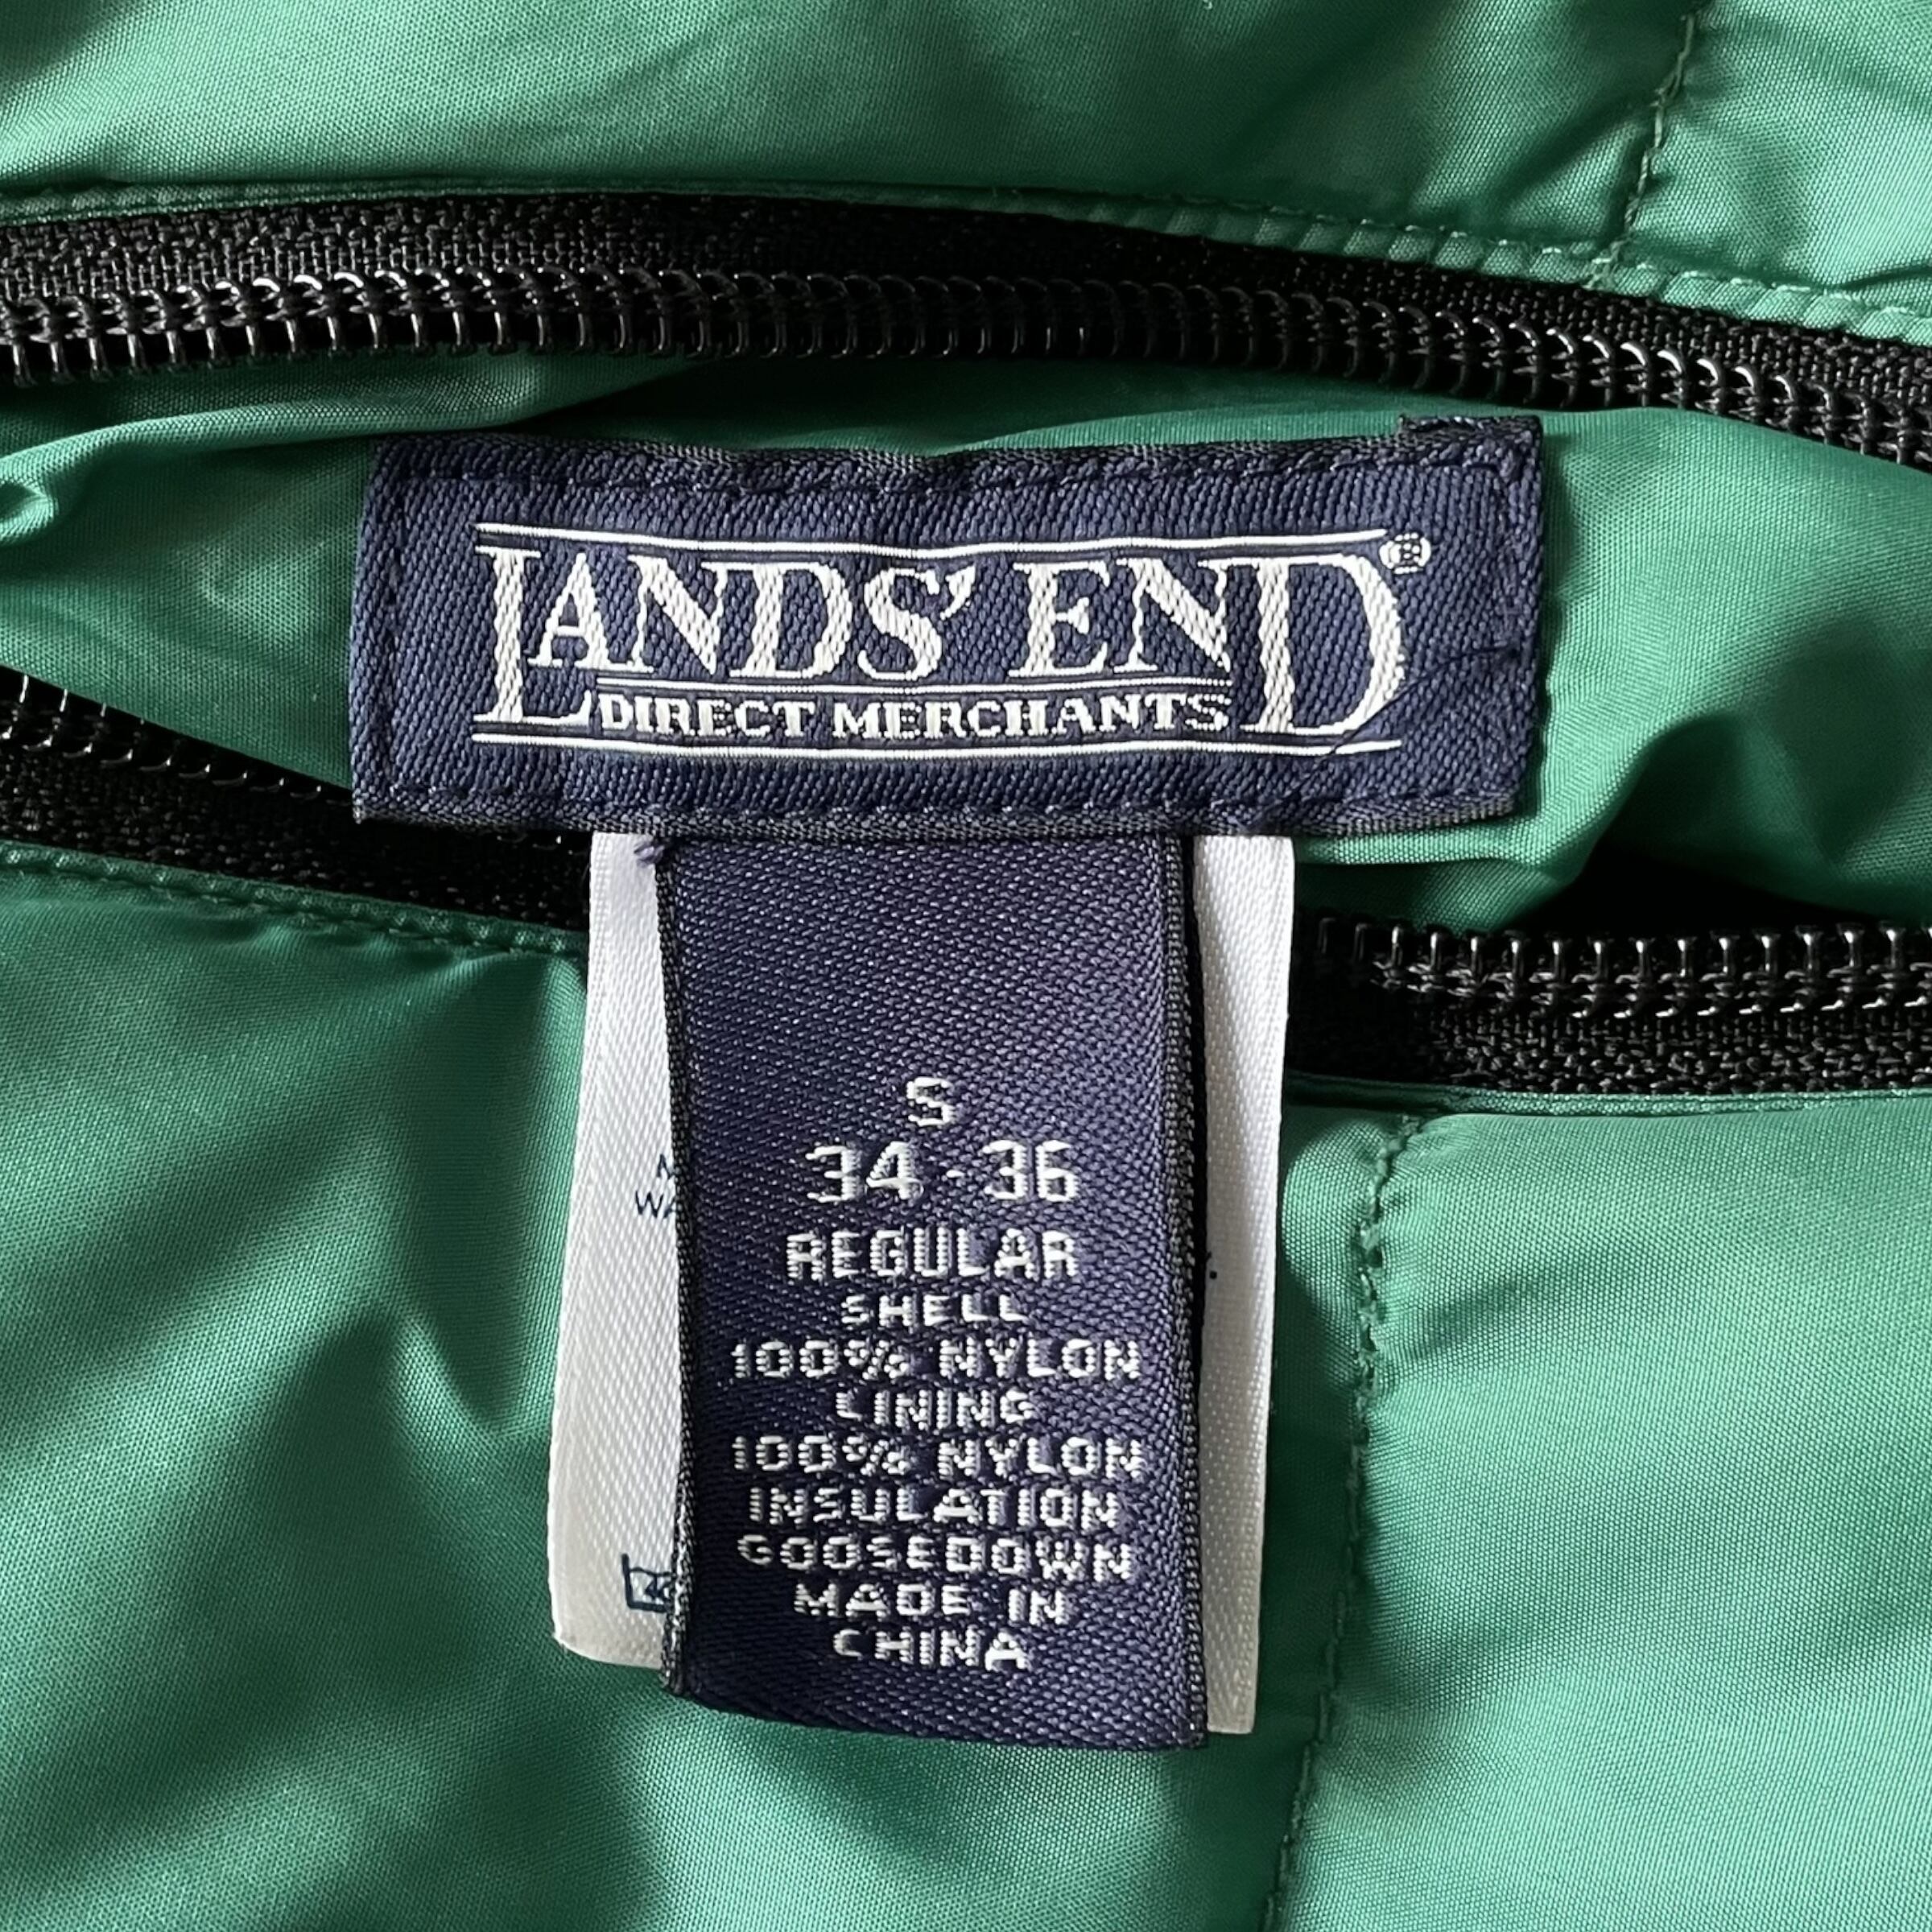 LANDS' END®
DIRECT MERCHANTS
S
34-36
REGULAR
SHELL
100% NYLON
LINING
100% NYLON
INSULATION
GOOSEDOWN
MADE IN
CHINA